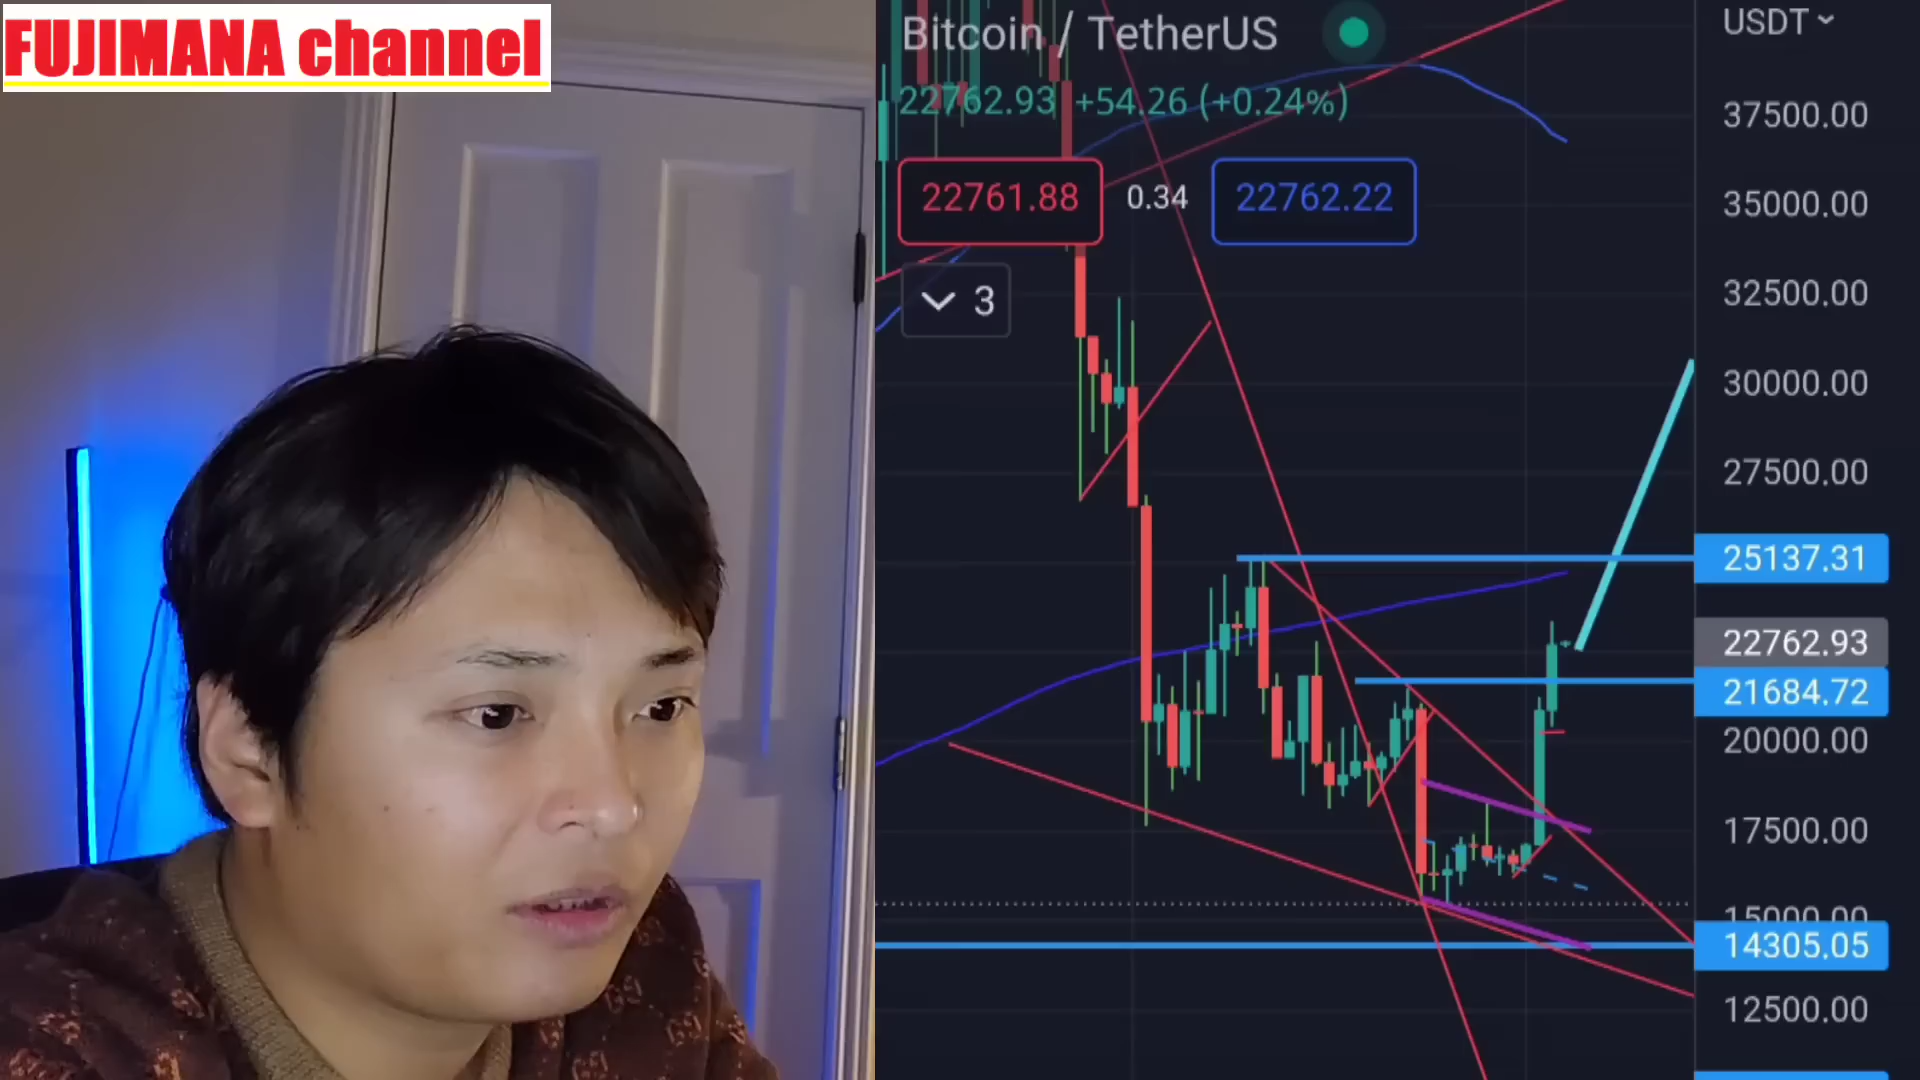 FUJIMANA channel
Bitcoin / TetherUS
22762.93 +54.26 (+0.24%)
22761.88 0.34 22762.22
3
USDT
37500.00
35000.00
32500.00
30000.00
27500.00
25137.31
22762.93
21684.72
20000.00
17500.00
15000.00
14305.05
12500.00